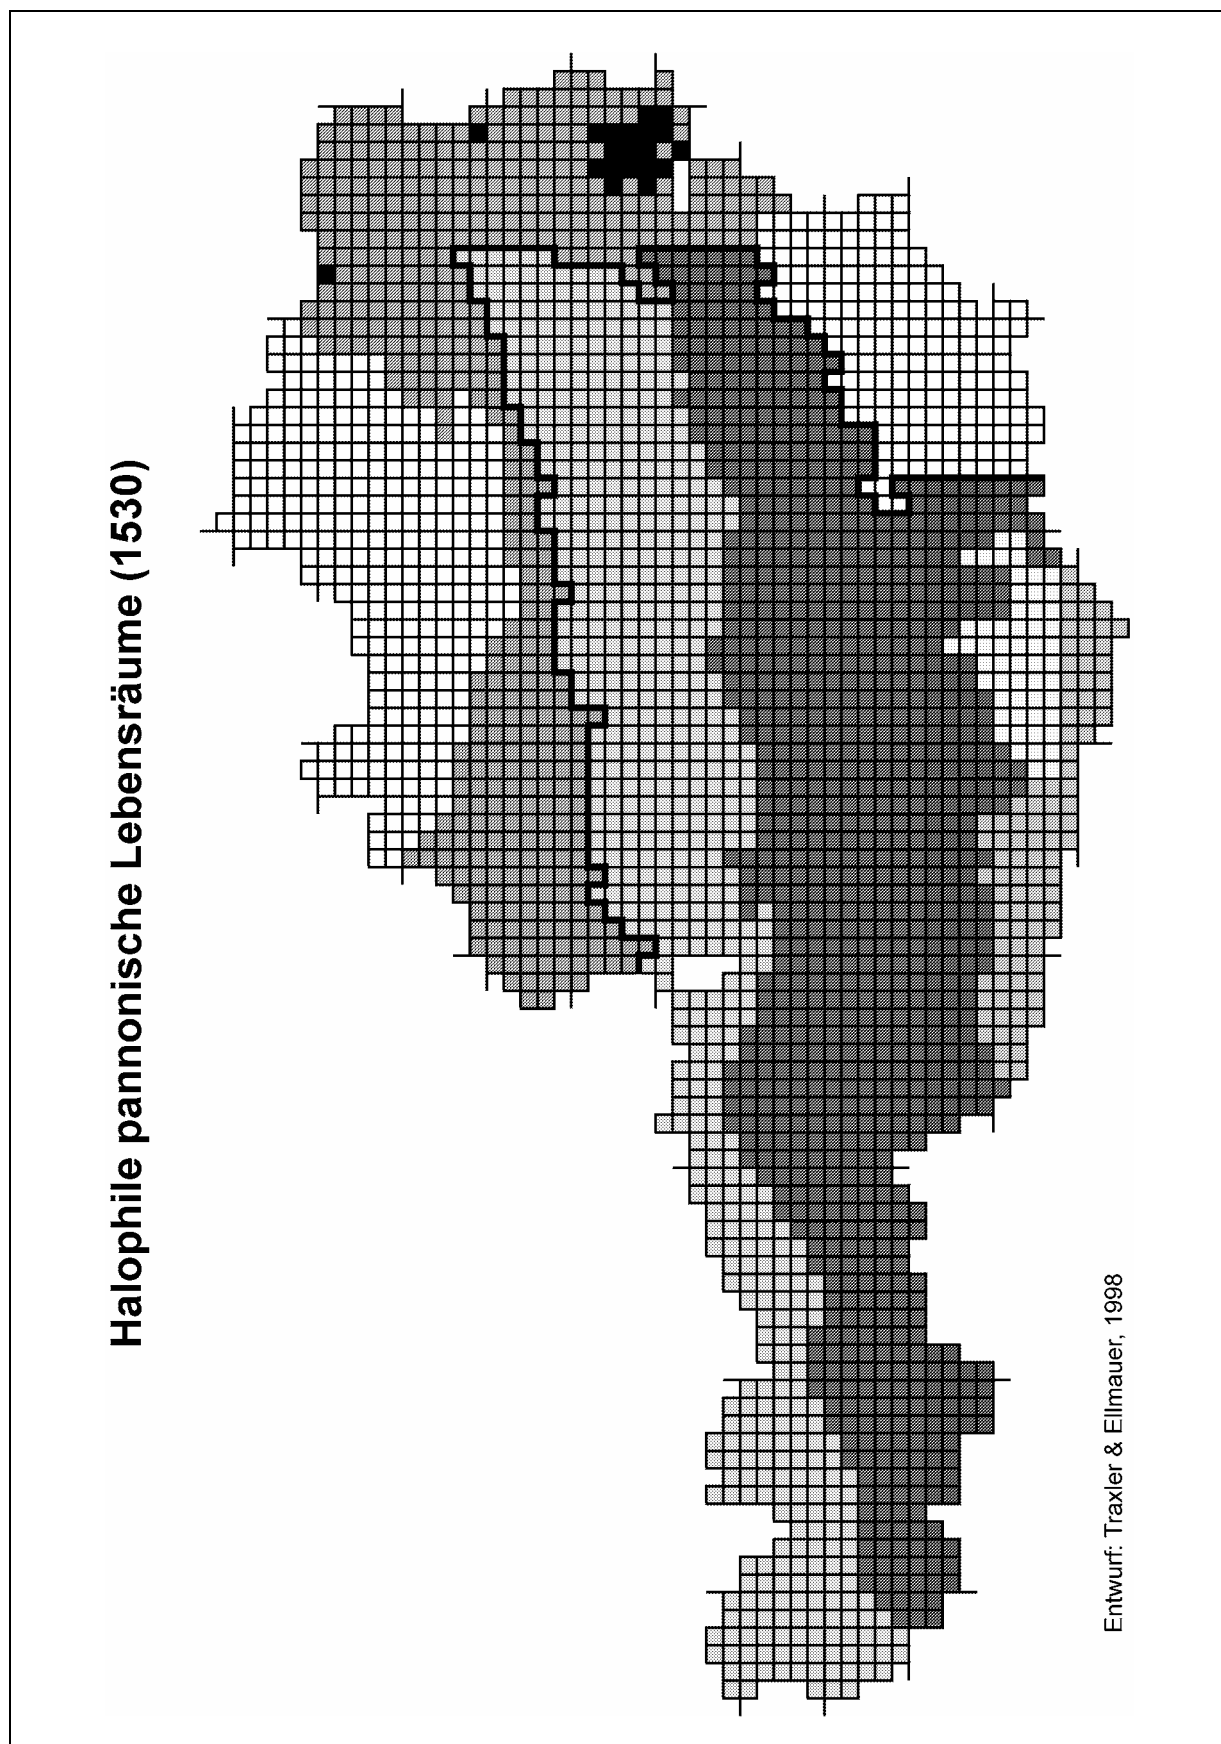 Halophile pannonische Lebensräume (1530)
Entwurf: Traxler & Ellmauer, 1998